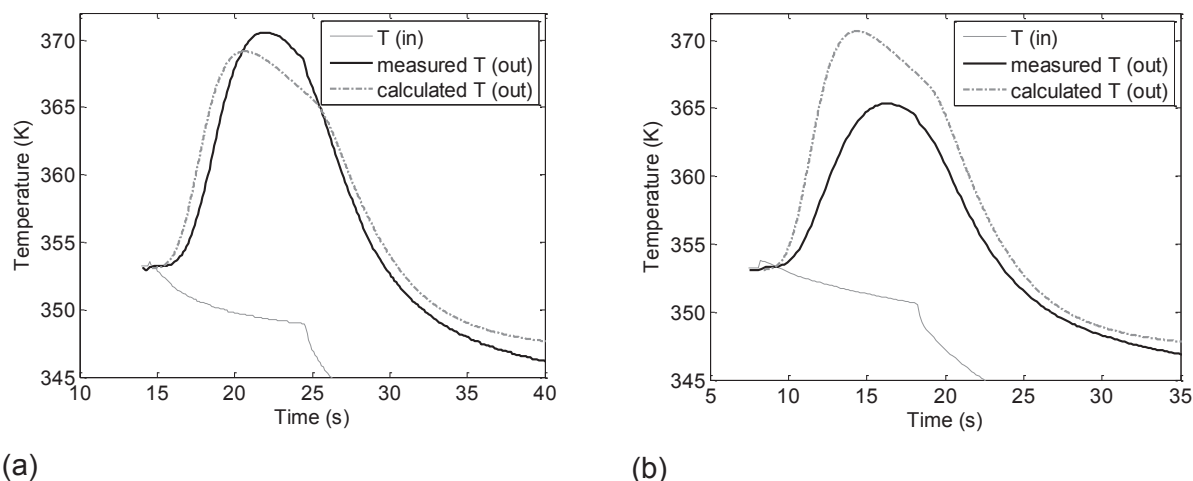 370
365
360
355
350
345
10
15
20
25
30
35
40
Temperature (K)
Time (s)
T (in)
measured T (out)
calculated T (out)
(a)
370
365
360
355
350
345
5
10
15
20
25
30
35
Temperature (K)
Time (s)
T (in)
measured T (out)
calculated T (out)
(b)